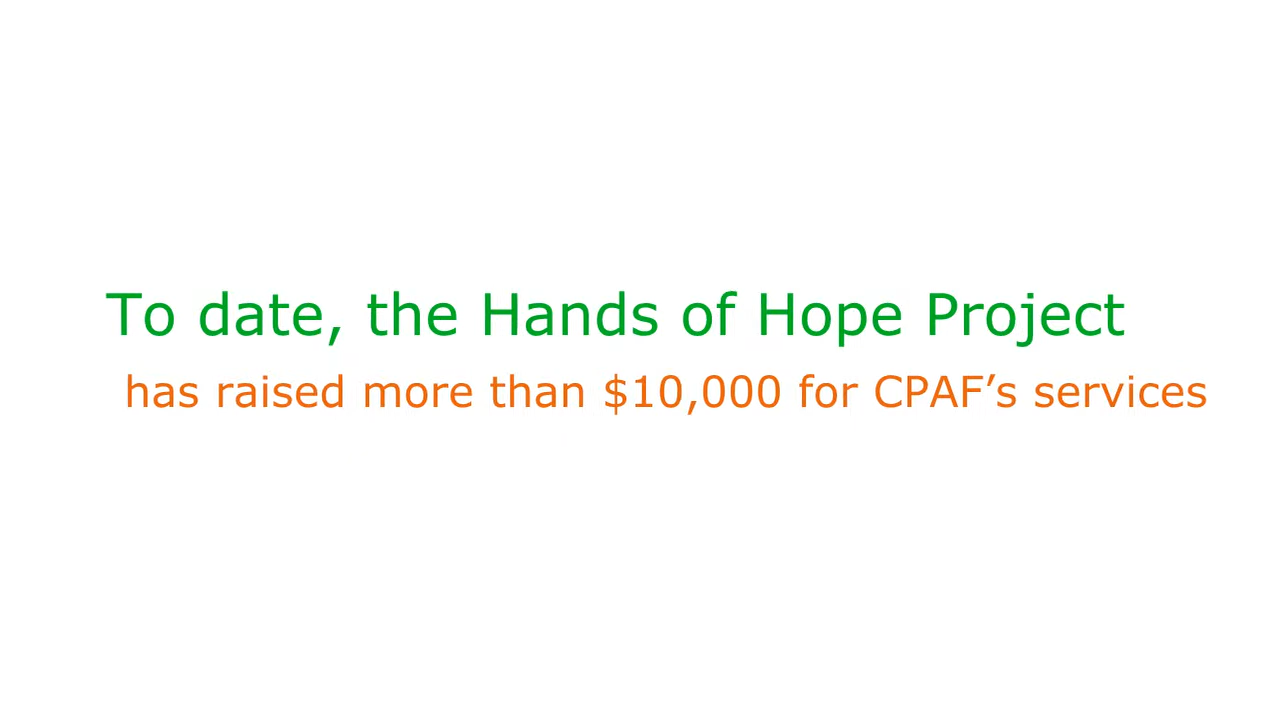 To date, the Hands of Hope Project
has raised more than $10,000 for CPAF’s services